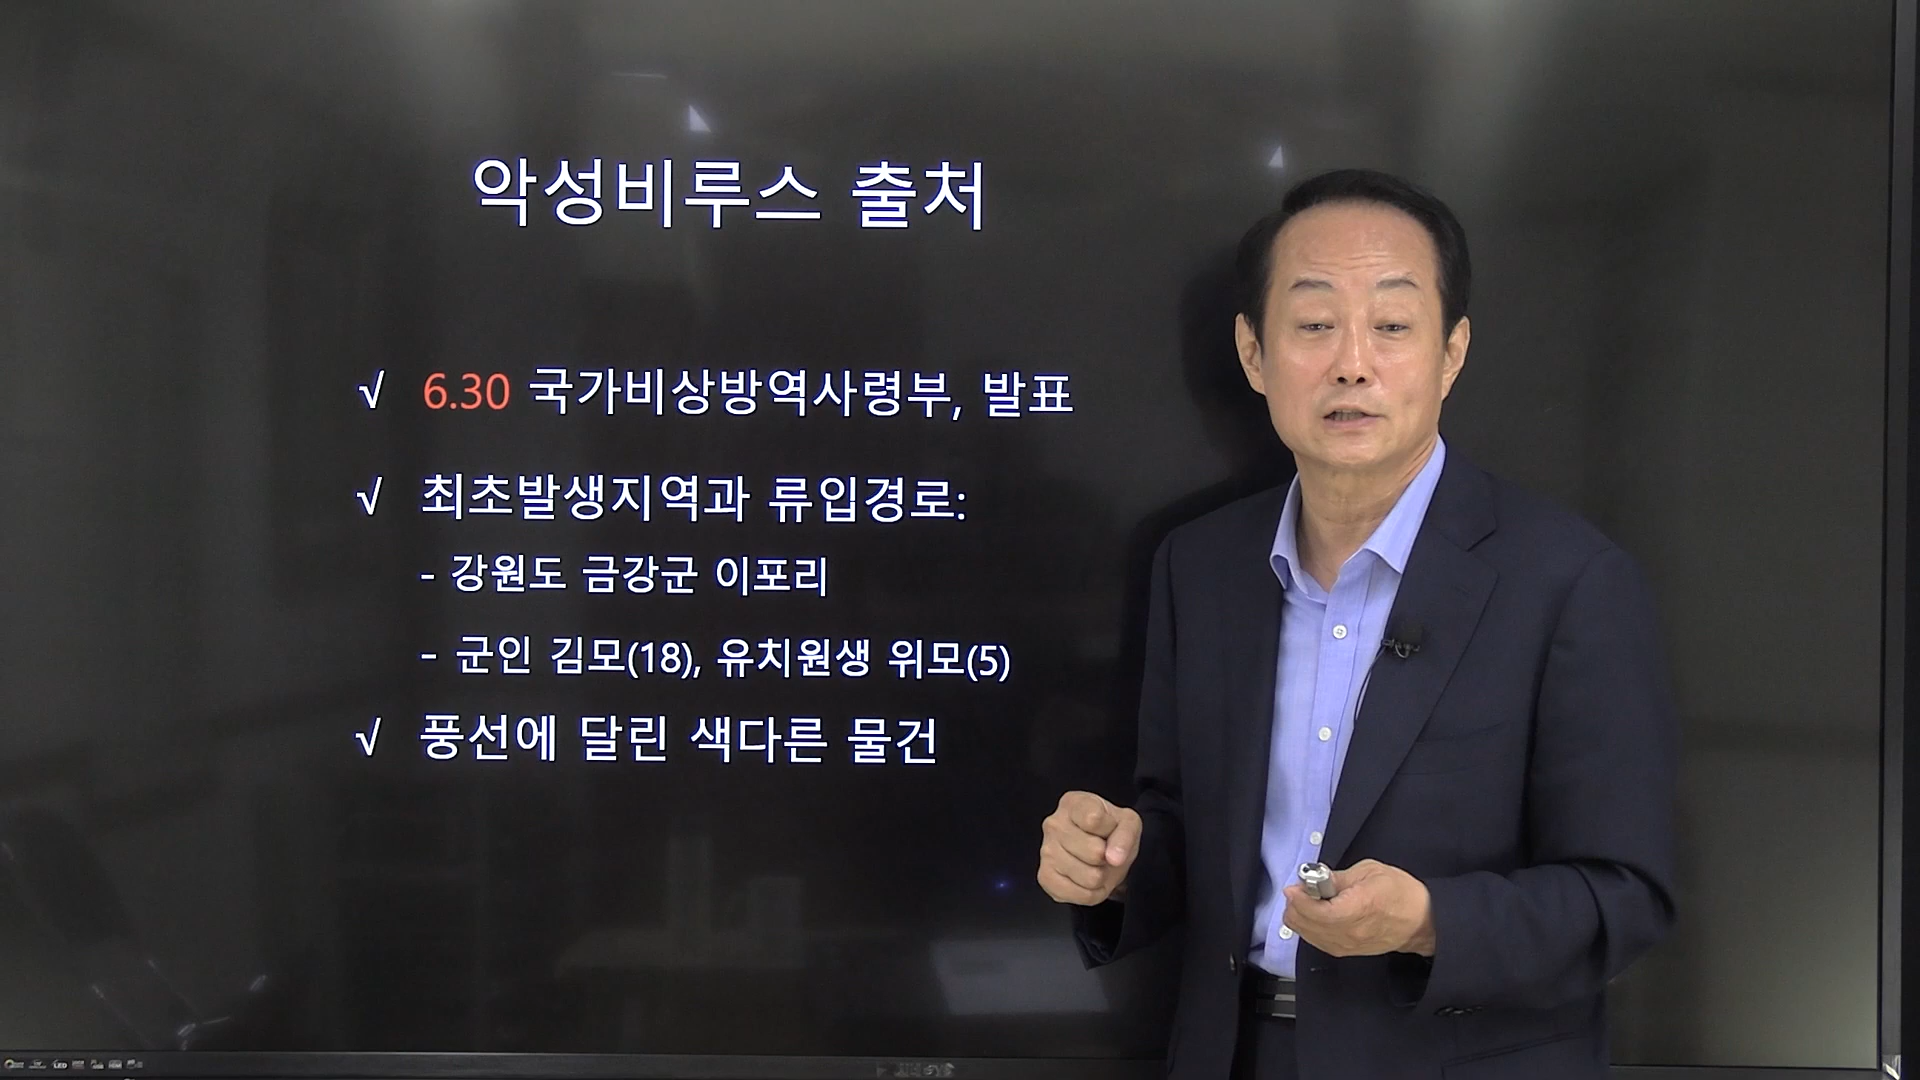 악성비루스 출처
√ 6.30 국가비상방역사령부, 발표
√ 최초발생지역과 류입경로:
- 강원도 금강군 이포리
- 군인 김모(18), 유치원생 위모(5)
√ 풍선에 달린 색다른 물건